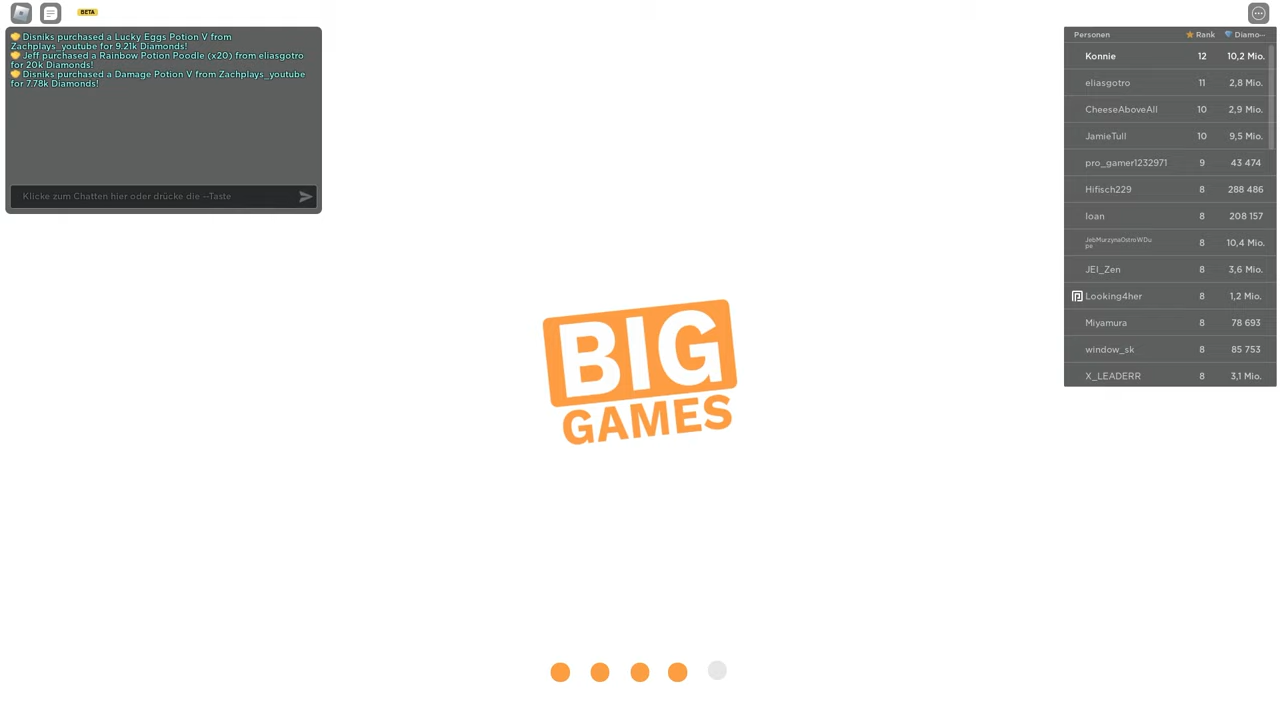 BETA
Disniks purchased a Lucky Eggs Potion V from
Zachplays_youtube for 9.21k Diamonds!
Jeff purchased a Rainbow Potion Poodle (x20) from eliasgotro
for 20k Diamonds!
Disniks purchased a Damage Potion V from Zachplays_youtube
for 7.78k Diamonds!
Klicke zum Chatten hier oder drücke die –-Taste
Personen Rank Diamo···
Konnie 12 10,2 Mio.
eliasgotro 11 2,8 Mio.
CheeseAboveAll 10 2,9 Mio.
JamieTull 10 9,5 Mio.
pro_gamer1232971 9 43 474
Hifisch229 8 288 486
Ioan 8 208 157
JebMurzynaOstroWDu
pe 8 10,4 Mio.
JEI_Zen 8 3,6 Mio.
Looking4her 8 1,2 Mio.
Miyamura 8 78 693
window_sk 8 85 753
X_LEADERR 8 3,1 Mio.
BIG
GAMES